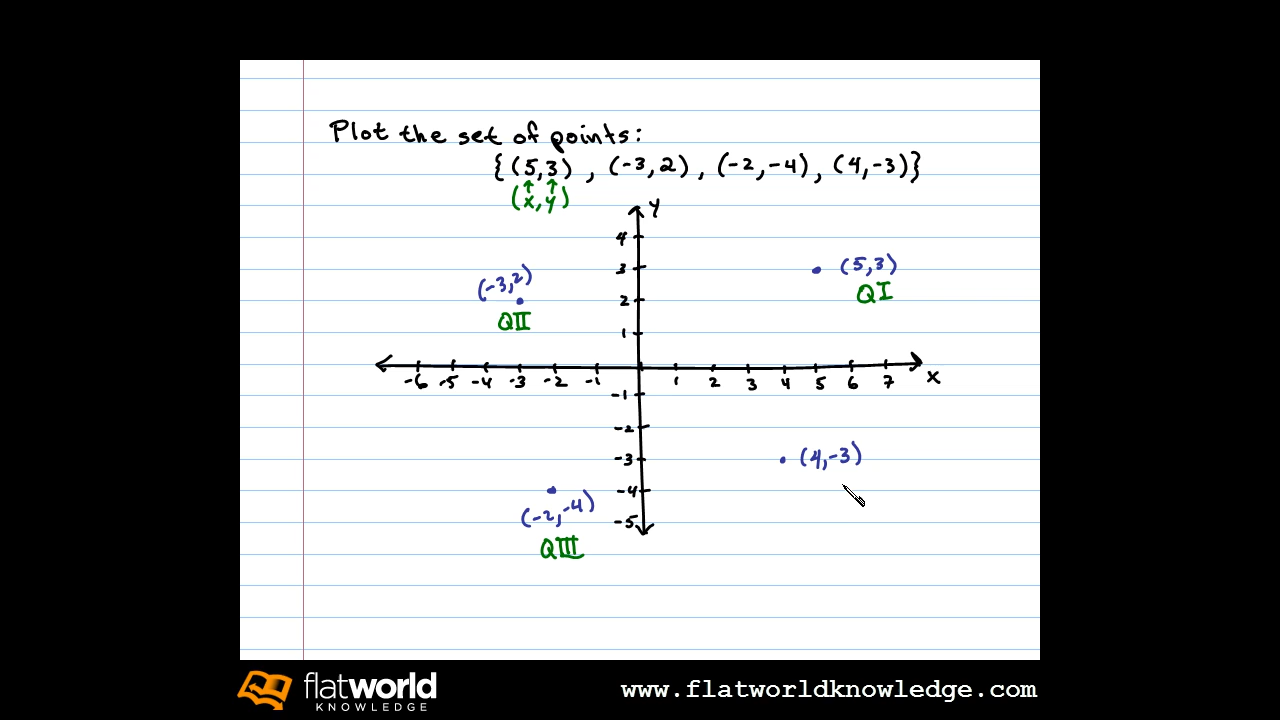 Plot the set of points:
{(5,3), (-3,2), (-2,-4), (4,-3)}
(x,y)
y
4
3
2
1
(5,3)
QI
(-3,2)
QII
-6 -5 -4 -3 -2 -1 1 2 3 4 5 6 7 x
-1
-2
-3
-4
-5
(4,-3)
(-2,-4)
QIII
flatworld
KNOWLEDGE
www.flatworldknowledge.com